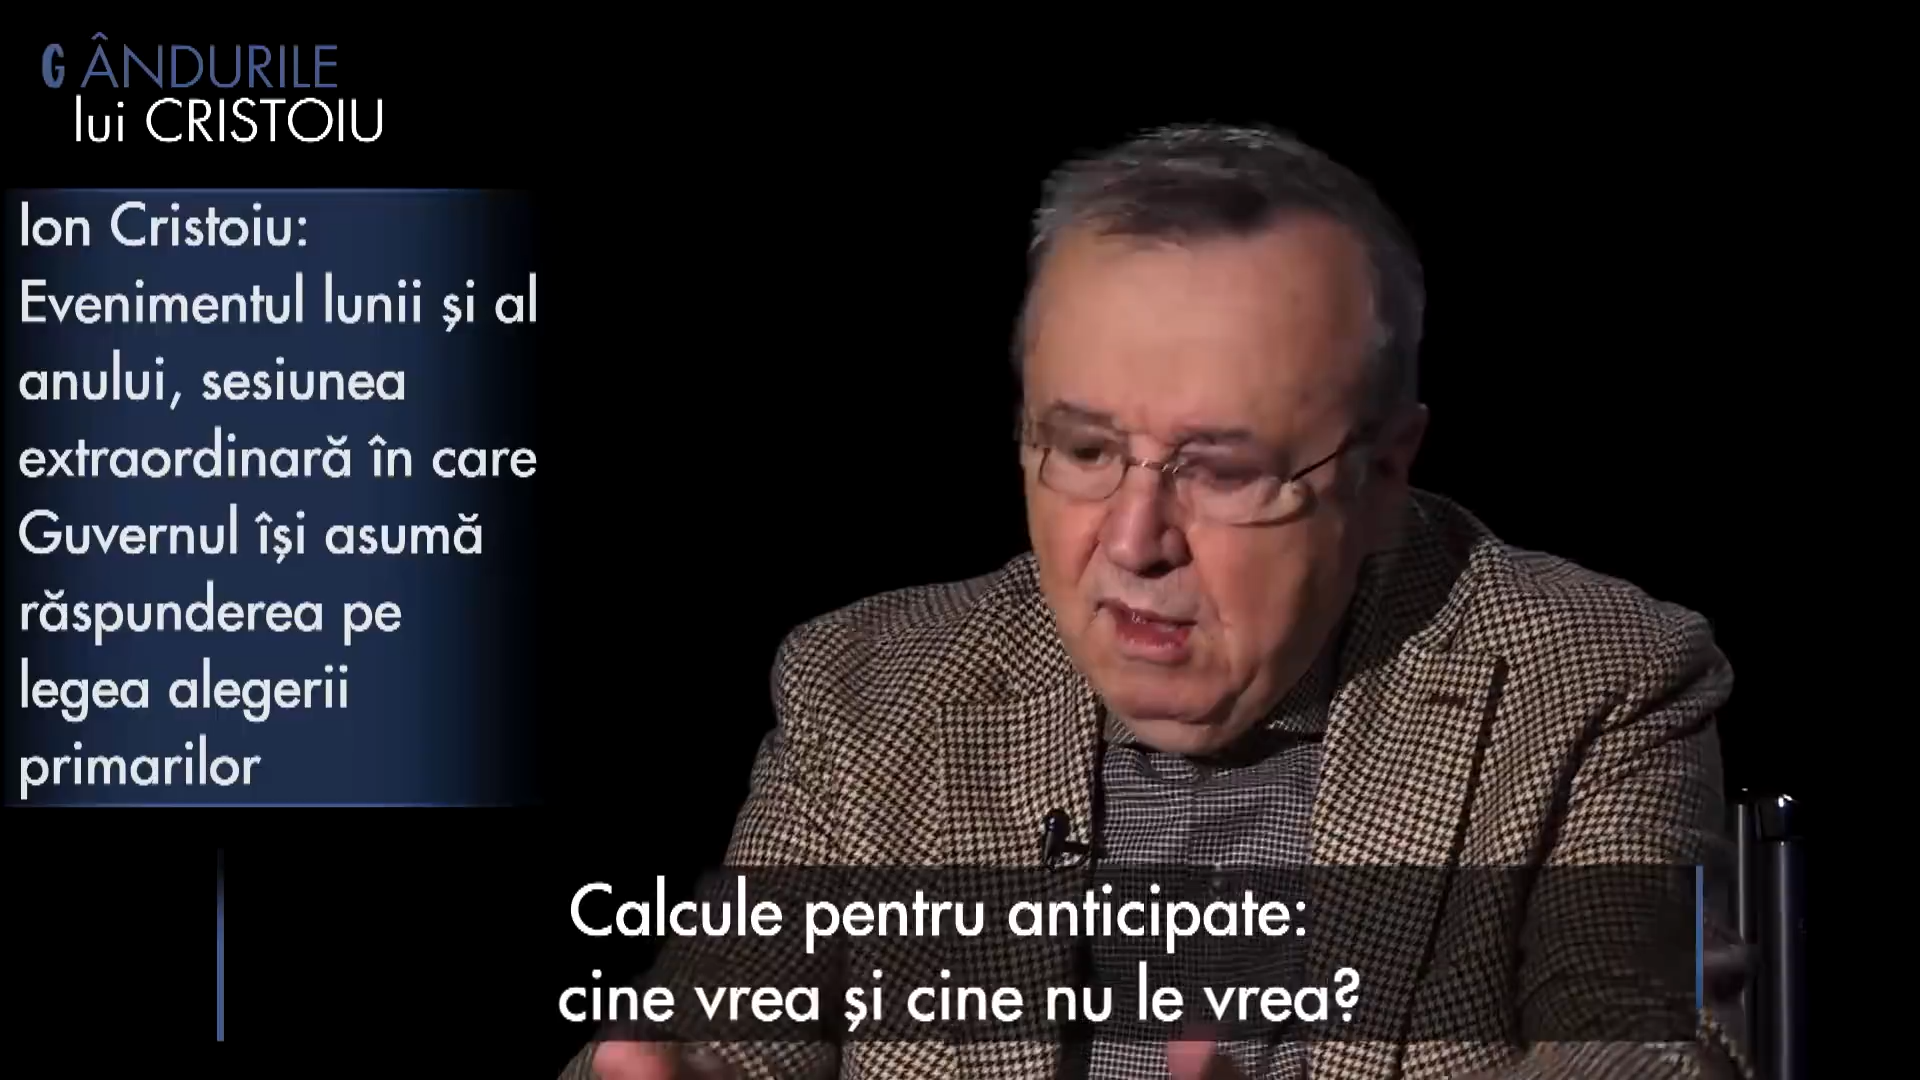 GÂNDURILE
lui CRISTOIU
Ion Cristoiu:
Evenimentul lunii și al
anului, sesiunea
extraordinară în care
Guvernul își asumă
răspunderea pe
legea alegerii
primarilor
Calcule pentru anticipate:
cine vrea și cine nu le vrea?